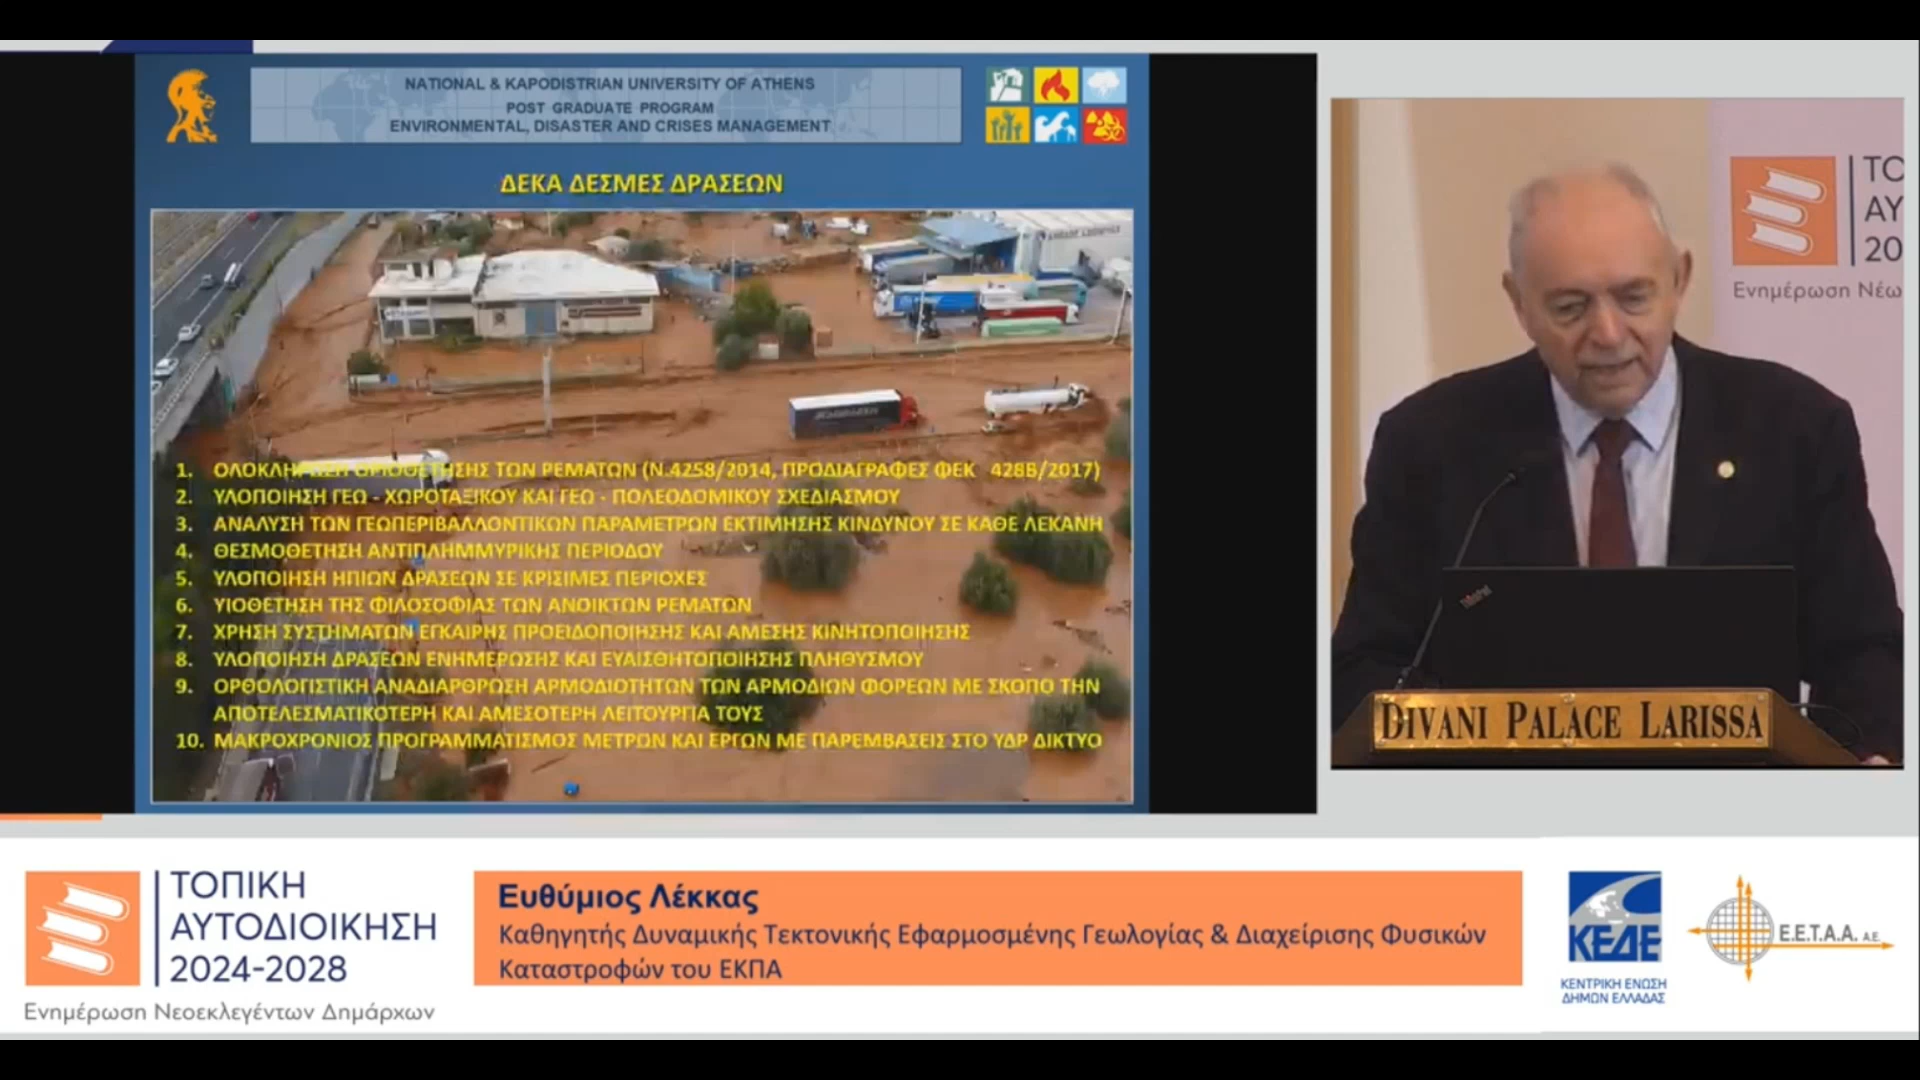 NATIONAL & KAPODISTRIAN UNIVERSITY OF ATHENS
POST GRADUATE PROGRAM
ENVIRONMENTAL, DISASTER AND CRISES MANAGEMENT
ΔΕΚΑ ΔΕΣΜΕΣ ΔΡΑΣΕΩΝ
1. ΟΛΟΚΛΗΡΩΣΗ ΟΡΙΟΘΕΤΗΣΗΣ ΤΩΝ ΡΕΜΑΤΩΝ (Ν.4258/2014, ΠΡΟΔΙΑΓΡΑΦΕΣ ΦΕΚ 428Β/2017)
2. ΥΛΟΠΟΙΗΣΗ ΓΕΩ - ΧΩΡΟΤΑΞΙΚΟΥ ΚΑΙ ΓΕΩ - ΠΟΛΕΟΔΟΜΙΚΟΥ ΣΧΕΔΙΑΣΜΟΥ
3. ΑΝΑΛΥΣΗ ΤΩΝ ΓΕΩΠΕΡΙΒΑΛΛΟΝΤΙΚΩΝ ΠΑΡΑΜΕΤΡΩΝ ΕΚΤΙΜΗΣΗΣ ΚΙΝΔΥΝΟΥ ΣΕ ΚΑΘΕ ΛΕΚΑΝΗ
4. ΘΕΣΜΟΘΕΤΗΣΗ ΑΝΤΙΠΛΗΜΜΥΡΙΚΗΣ ΠΕΡΙΟΔΟΥ
5. ΥΛΟΠΟΙΗΣΗ ΗΠΙΩΝ ΔΡΑΣΕΩΝ ΣΕ ΚΡΙΣΙΜΕΣ ΠΕΡΙΟΧΕΣ
6. ΥΙΟΘΕΤΗΣΗ ΤΗΣ ΦΙΛΟΣΟΦΙΑΣ ΤΩΝ ΑΝΟΙΚΤΩΝ ΡΕΜΑΤΩΝ
7. ΧΡΗΣΗ ΣΥΣΤΗΜΑΤΩΝ ΕΓΚΑΙΡΗΣ ΠΡΟΕΙΔΟΠΟΙΗΣΗΣ ΚΑΙ ΑΜΕΣΗΣ ΚΙΝΗΤΟΠΟΙΗΣΗΣ
8. ΥΛΟΠΟΙΗΣΗ ΔΡΑΣΕΩΝ ΕΝΗΜΕΡΩΣΗΣ ΚΑΙ ΕΥΑΙΣΘΗΤΟΠΟΙΗΣΗΣ ΠΛΗΘΥΣΜΟΥ
9. ΟΡΘΟΛΟΓΙΣΤΙΚΗ ΑΝΑΔΙΑΡΘΡΩΣΗ ΑΡΜΟΔΙΟΤΗΤΩΝ ΤΩΝ ΑΡΜΟΔΙΩΝ ΦΟΡΕΩΝ ΜΕ ΣΚΟΠΟ ΤΗΝ
ΑΠΟΤΕΛΕΣΜΑΤΙΚΟΤΕΡΗ ΚΑΙ ΑΜΕΣΟΤΕΡΗ ΛΕΙΤΟΥΡΓΙΑ ΤΟΥΣ
10. ΜΑΚΡΟΧΡΟΝΙΟΣ ΠΡΟΓΡΑΜΜΑΤΙΣΜΟΣ ΜΕΤΡΩΝ ΚΑΙ ΕΡΓΩΝ ΜΕ ΠΑΡΕΜΒΑΣΕΙΣ ΣΤΟ ΥΔΡ ΔΙΚΤΥΟ
ΤΟ
ΑΥ
20
Ενημέρωση Νέω
ThinkPad
DIVANI PALACE LARISSA
ΤΟΠΙΚΗ
ΑΥΤΟΔΙΟΙΚΗΣΗ
2024-2028
Ενημέρωση Νεοεκλεγέντων Δημάρχων
Ευθύμιος Λέκκας
Καθηγητής Δυναμικής Τεκτονικής Εφαρμοσμένης Γεωλογίας & Διαχείρισης Φυσικών
Καταστροφών του ΕΚΠΑ
ΚΕΔΕ
ΚΕΝΤΡΙΚΗ ΕΝΩΣΗ
ΔΗΜΩΝ ΕΛΛΑΔΑΣ
Ε.Ε.Τ.Α.Α. Α.Ε.